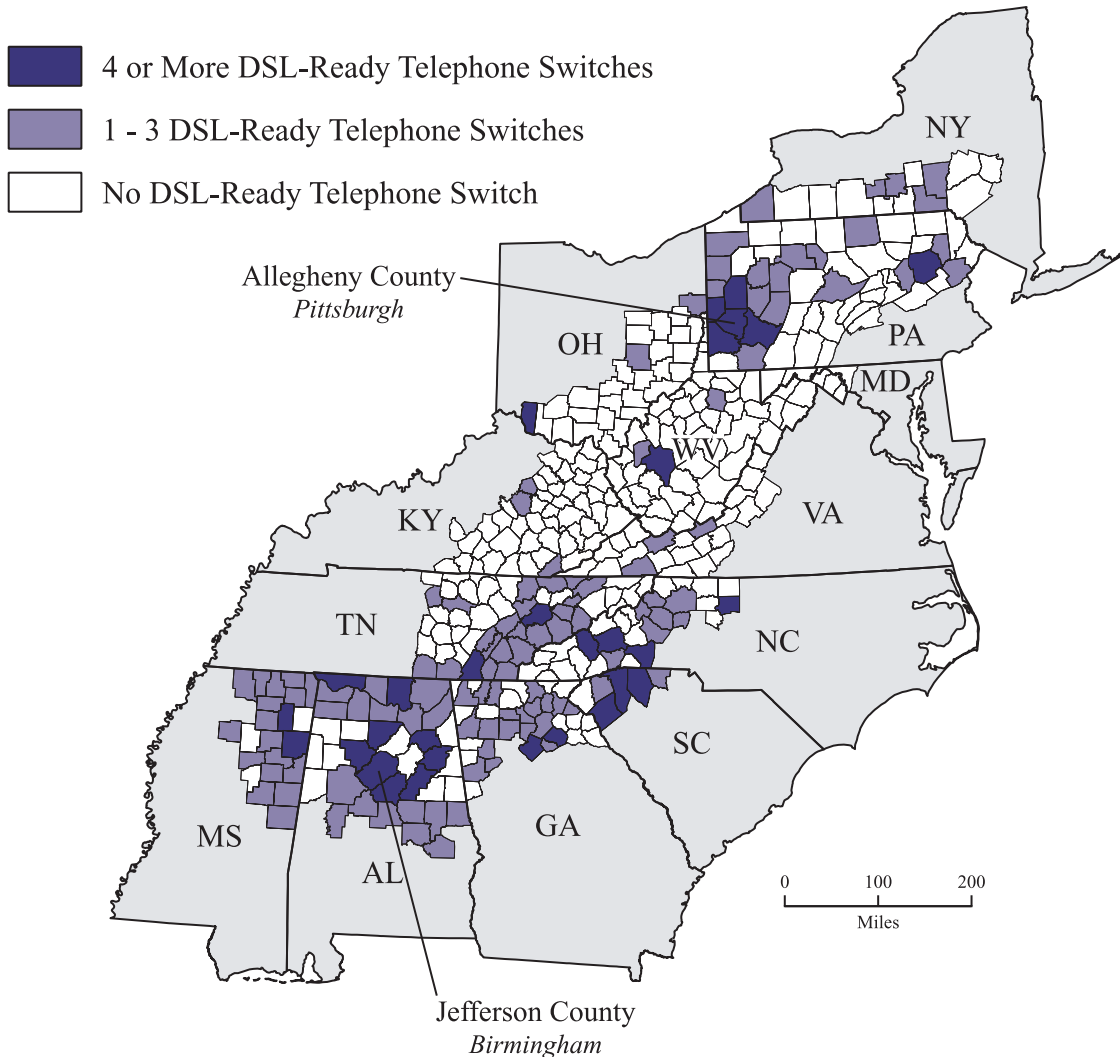 4 or More DSL-Ready Telephone Switches
1 - 3 DSL-Ready Telephone Switches
No DSL-Ready Telephone Switch
NY
Allegheny County
Pittsburgh
OH
PA
MD
WV
KY
VA
TN
NC
SC
MS
AL
GA
0 100 200
Miles
Jefferson County
Birmingham